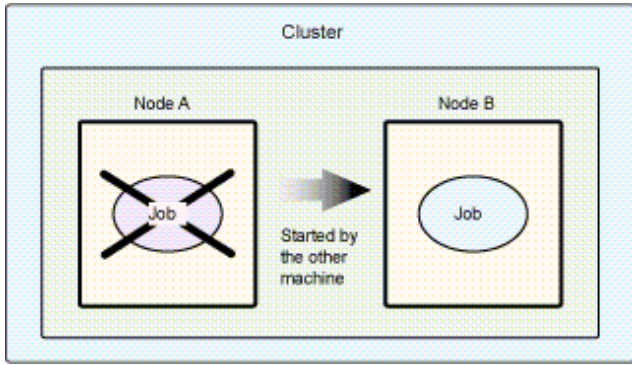 Cluster
Node A
Node B
Job
Job
Started by
the other
machine